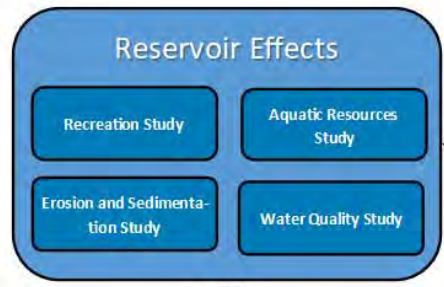 Reservoir Effects
Recreation Study
Aquatic Resources
Study
Erosion and Sedimenta-
tion Study
Water Quality Study